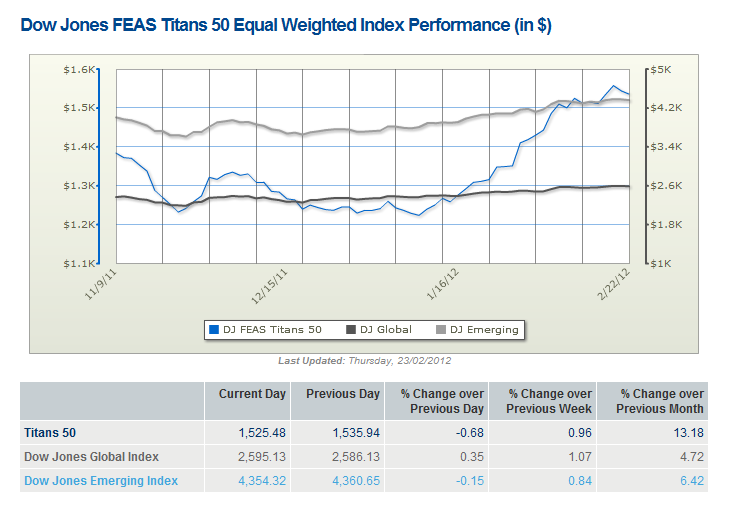 Dow Jones FEAS Titans 50 Equal Weighted Index Performance (in $)
$1.6K $5K
$1.5K $4.2K
$1.4K $3.4K
$1.3K $2.6K
$1.2K $1.8K
$1.1K $1K
11/9/11 12/15/11 1/16/12 2/22/12
DJ FEAS Titans 50 DJ Global DJ Emerging
Last Updated: Thursday, 23/02/2012
Current Day Previous Day % Change over Previous Day % Change over Previous Week % Change over Previous Month
Titans 50 1,525.48 1,535.94 -0.68 0.96 13.18
Dow Jones Global Index 2,595.13 2,586.13 0.35 1.07 4.72
Dow Jones Emerging Index 4,354.32 4,360.65 -0.15 0.84 6.42